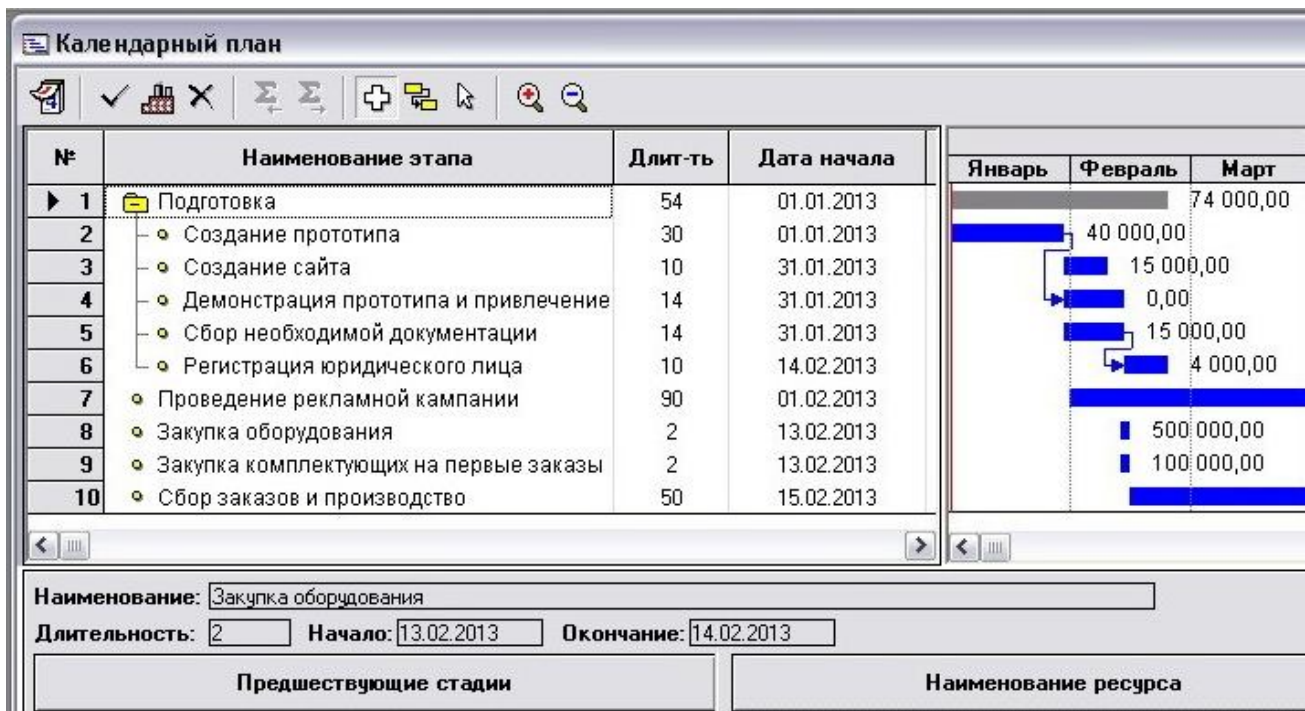 Календарный план
№ Наименование этапа Длит-ть Дата начала Январь Февраль Март
1 Подготовка 54 01.01.2013 74 000,00
2 Создание прототипа 30 01.01.2013 40 000,00
3 Создание сайта 10 31.01.2013 15 000,00
4 Демонстрация прототипа и привлечение 14 31.01.2013 0,00
5 Сбор необходимой документации 14 31.01.2013 15 000,00
6 Регистрация юридического лица 10 14.02.2013 4 000,00
7 Проведение рекламной кампании 90 01.02.2013
8 Закупка оборудования 2 13.02.2013 500 000,00
9 Закупка комплектующих на первые заказы 2 13.02.2013 100 000,00
10 Сбор заказов и производство 50 15.02.2013
Наименование: Закупка оборудования
Длительность: 2 Начало: 13.02.2013 Окончание: 14.02.2013
Предшествующие стадии Наименование ресурса